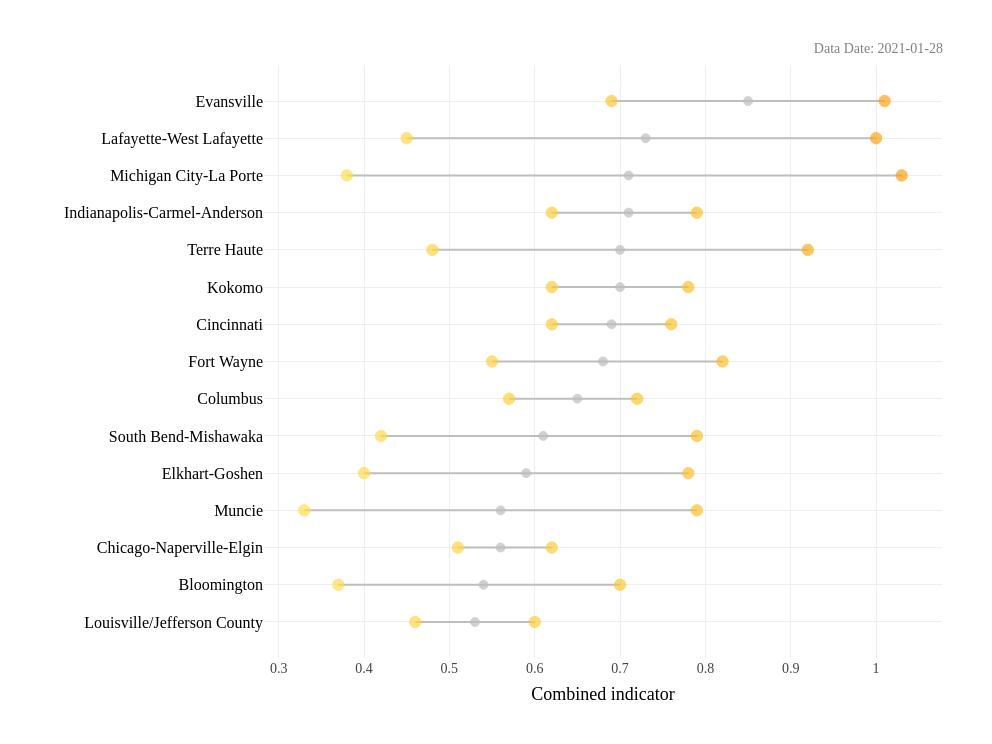 Data Date: 2021-01-28
Evansville
Lafayette-West Lafayette
Michigan City-La Porte
Indianapolis-Carmel-Anderson
Terre Haute
Kokomo
Cincinnati
Fort Wayne
Columbus
South Bend-Mishawaka
Elkhart-Goshen
Muncie
Chicago-Naperville-Elgin
Bloomington
Louisville/Jefferson County
0.3 0.4 0.5 0.6 0.7 0.8 0.9 1
Combined indicator